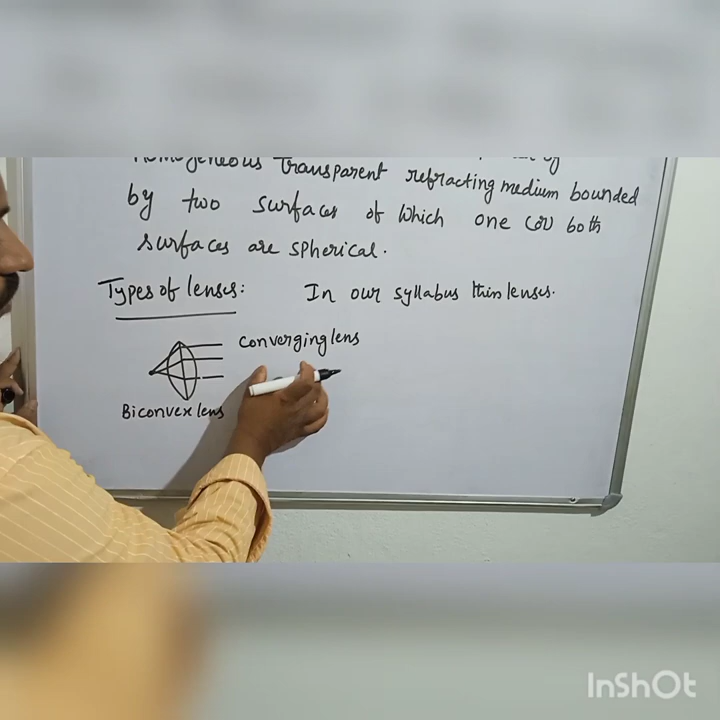 Homogeneous transparent refracting medium bounded
by two surfaces of which one (or) both
surfaces are spherical.
Types of lenses: In our syllabus thin lenses.
Converging lens
Biconvex lens
InShOt